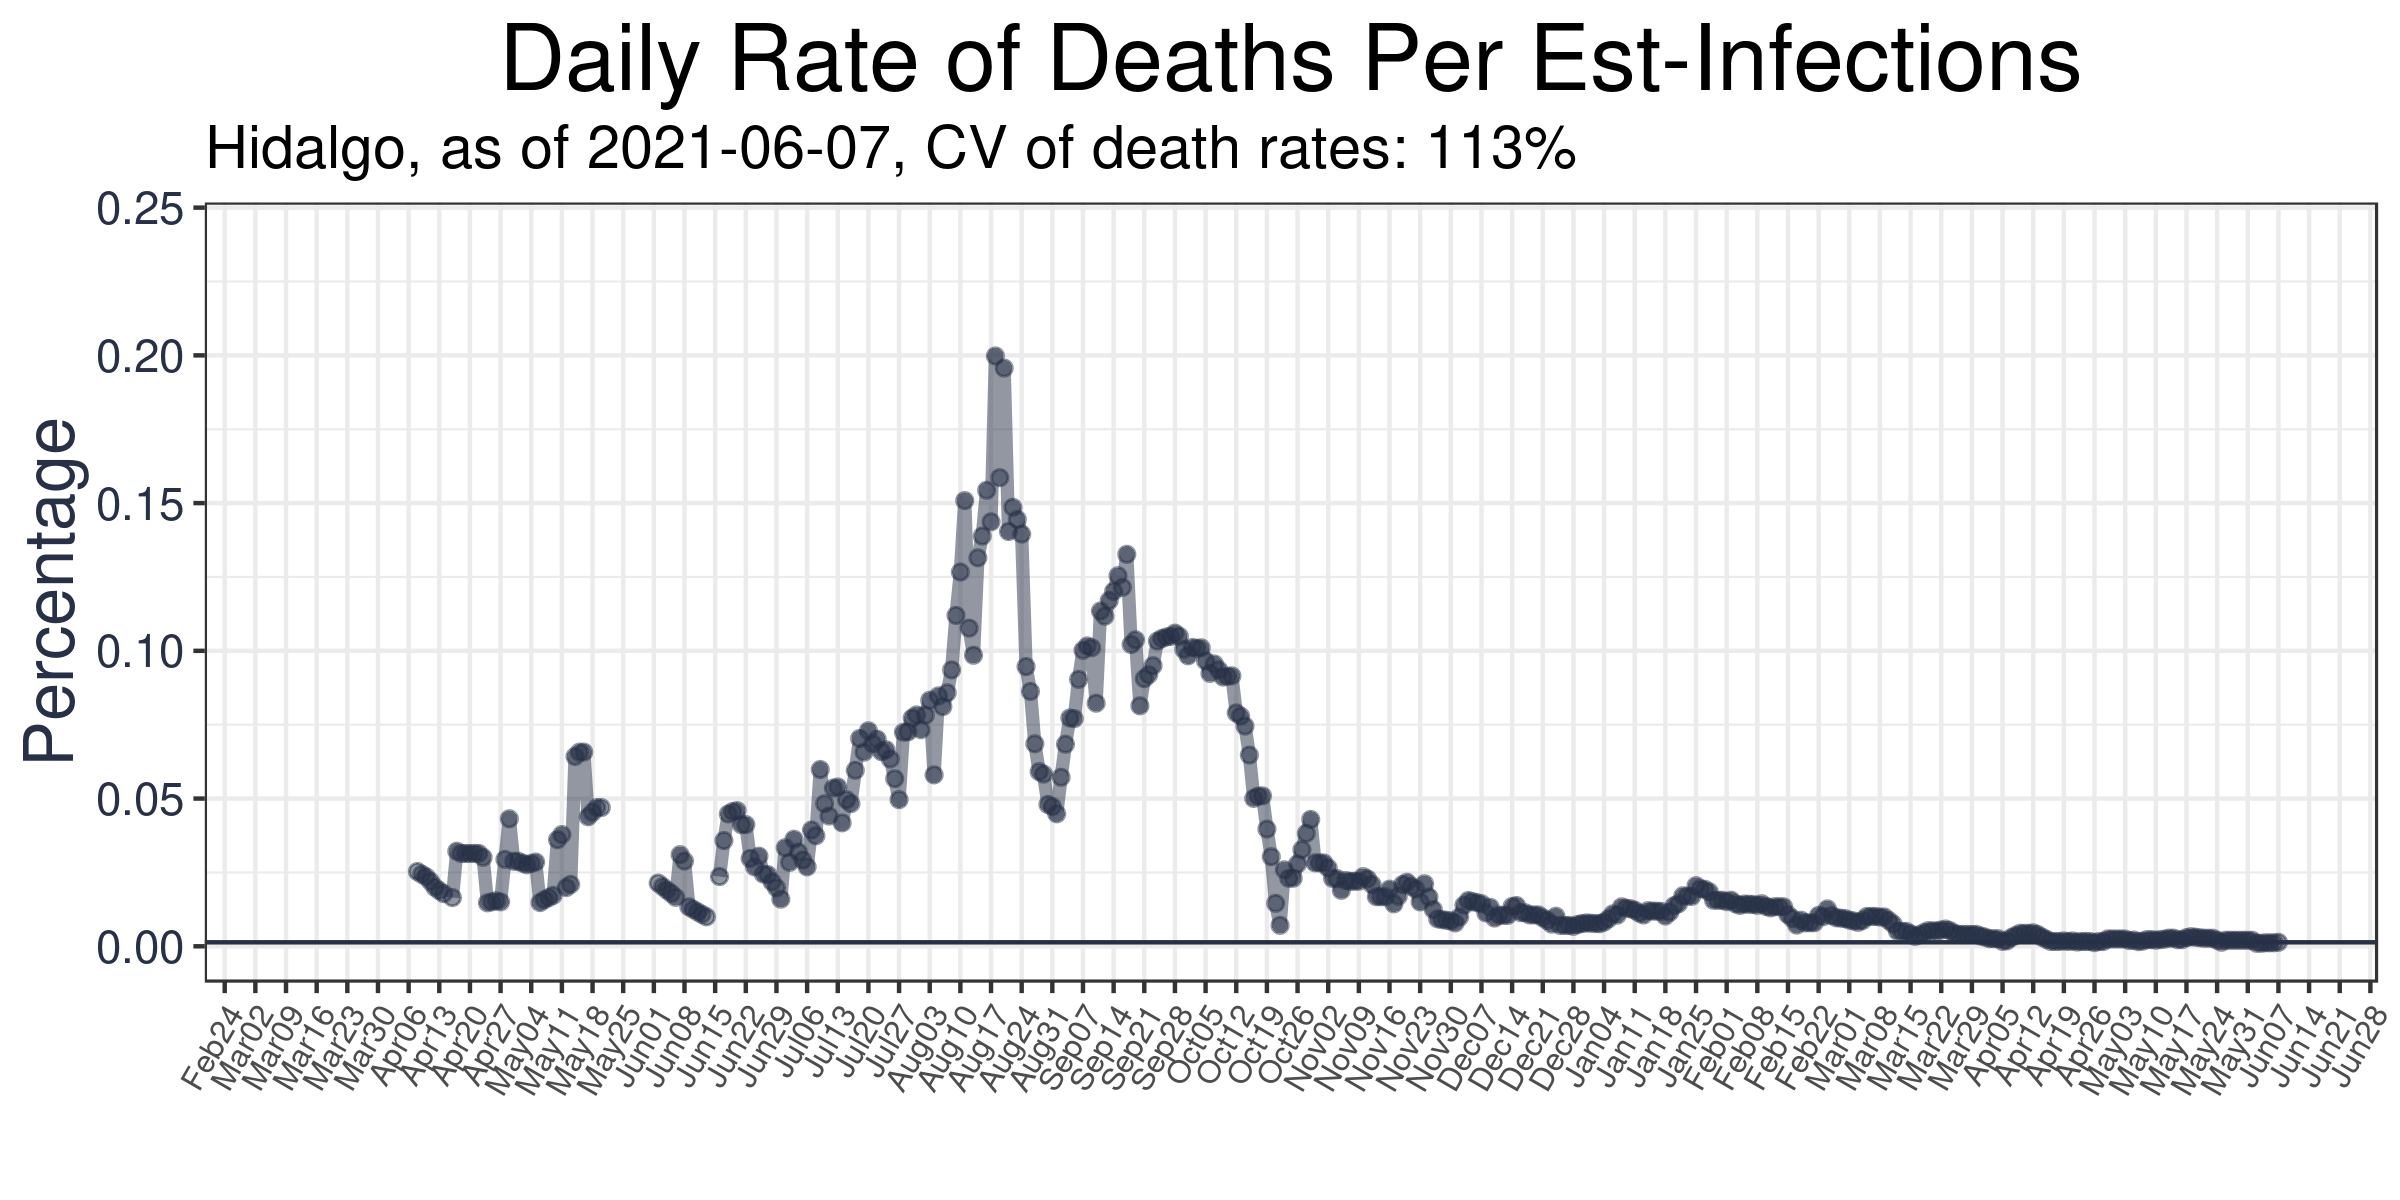 Daily Rate of Deaths Per Est-Infections
Hidalgo, as of 2021-06-07, CV of death rates: 113%
Percentage
0.25
0.20
0.15
0.10
0.05
0.00
Feb24
Mar02
Mar09
Mar16
Mar23
Mar30
Apr06
Apr13
Apr20
Apr27
May04
May11
May18
May25
Jun01
Jun08
Jun15
Jun22
Jun29
Jul06
Jul13
Jul20
Jul27
Aug03
Aug10
Aug17
Aug24
Aug31
Sep07
Sep14
Sep21
Sep28
Oct05
Oct12
Oct19
Oct26
Nov02
Nov09
Nov16
Nov23
Nov30
Dec07
Dec14
Dec21
Dec28
Jan04
Jan11
Jan18
Jan25
Feb01
Feb08
Feb15
Feb22
Mar01
Mar08
Mar15
Mar22
Mar29
Apr05
Apr12
Apr19
Apr26
May03
May10
May17
May24
May31
Jun07
Jun14
Jun21
Jun28